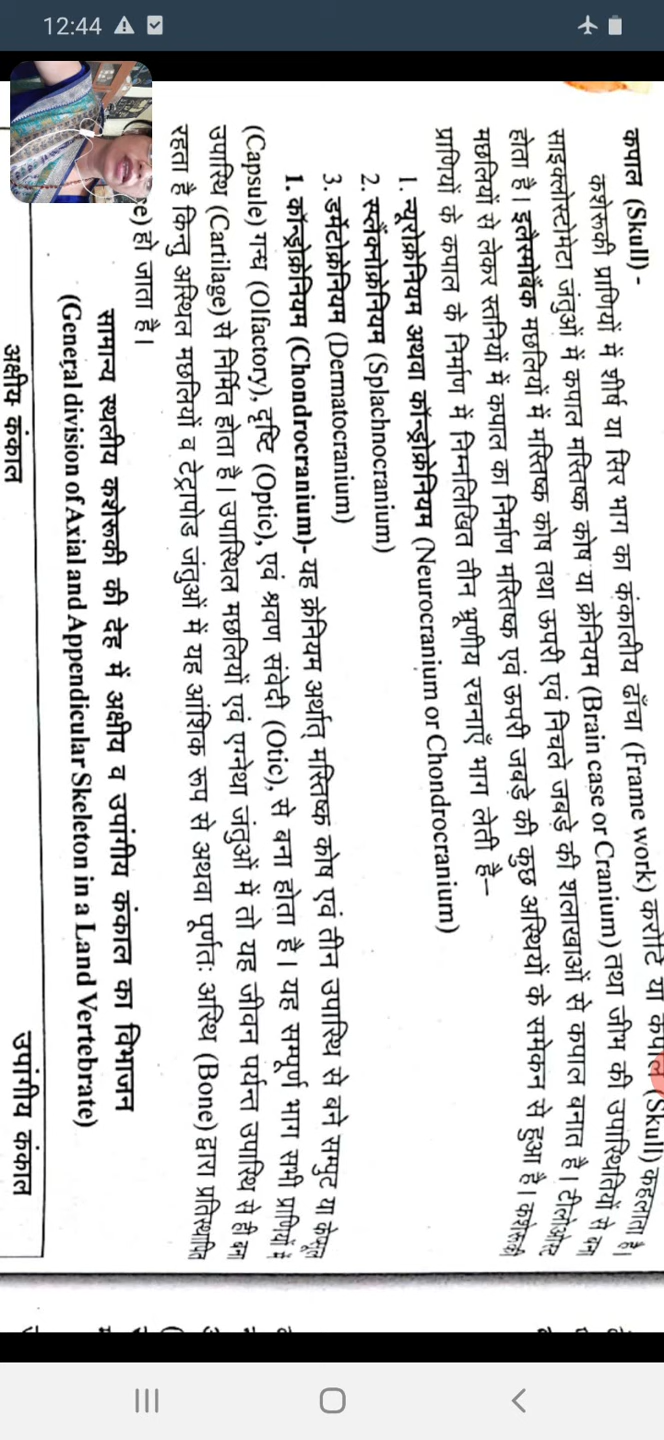 12:44
कपाल (Skull) -
कशेरुकी प्राणियों में शीर्ष या सिर भाग का कंकालीय ढाँचा (Frame work) करोटि या कपाल (Skull) कहलाता है।
साइक्लोस्टोमेटा जंतुओं में कपाल मस्तिष्क कोष या क्रेनियम (Brain case or Cranium) तथा जीभ की उपास्थितियों से बना
होता है। इलैस्मोब्रैंक मछलियों में मस्तिष्क कोष तथा ऊपरी एवं निचले जबड़े की शलाखाओं से कपाल बनात है। टीलीओस्ट
मछलियों से लेकर स्तनियों में कपाल का निर्माण मस्तिष्क एवं ऊपरी जबड़े की कुछ अस्थियों के समेकन से हुआ है। कशेरुकी
प्राणियों के कपाल के निर्माण में निम्नलिखित तीन भ्रूणीय रचनाएँ भाग लेती है–
1. न्यूरोक्रेनियम अथवा कॉन्ड्रोक्रेनियम (Neurocranium or Chondrocranium)
2. स्प्लैंक्नोक्रेनियम (Splachnocranium)
3. डर्मेटोक्रेनियम (Dermatocranium)
1. कॉन्ड्रोक्रेनियम (Chondrocranium)- यह क्रेनियम अर्थात् मस्तिष्क कोष एवं तीन उपास्थि से बने सम्पुट या कैप्सूल
(Capsule) गन्ध (Olfactory), दृष्टि (Optic), एवं श्रवण संवेदी (Otic), से बना होता है। यह सम्पूर्ण भाग सभी प्राणियों में
उपास्थि (Cartilage) से निर्मित होता है। उपास्थिल मछलियों एवं एग्नेथा जंतुओं में तो यह जीवन पर्यन्त उपास्थि से ही बना
रहता है किन्तु अस्थिल मछलियों व टेट्रापोड जंतुओं में यह आंशिक रूप से अथवा पूर्णतः अस्थि (Bone) द्वारा प्रतिस्थापित
e) हो जाता है।
सामान्य स्थलीय कशेरुकी की देह में अक्षीय व उपांगीय कंकाल का विभाजन
(General division of Axial and Appendicular Skeleton in a Land Vertebrate)
अक्षीय कंकाल उपांगीय कंकाल